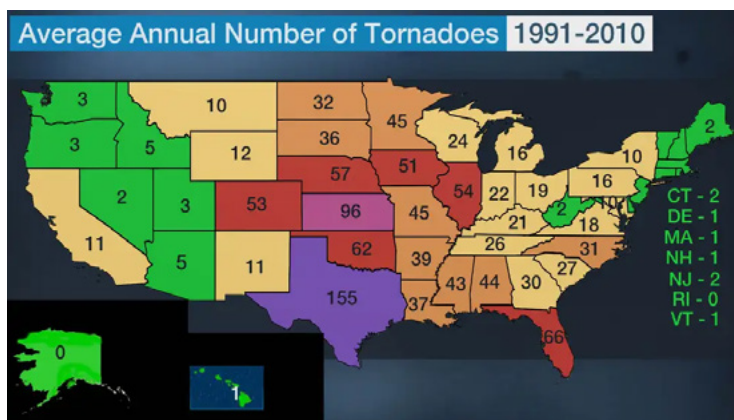 Average Annual Number of Tornadoes 1991-2010
3 10 32 45 24 16 10 2
3 5 12 36 51 54 22 19 16 10
2 3 53 57 45 21 2 18
11 5 11 96 39 26 31
62 43 44 30 27
155 37 66
0 1
CT - 2
DE - 1
MA - 1
NH - 1
NJ - 2
RI - 0
VT - 1